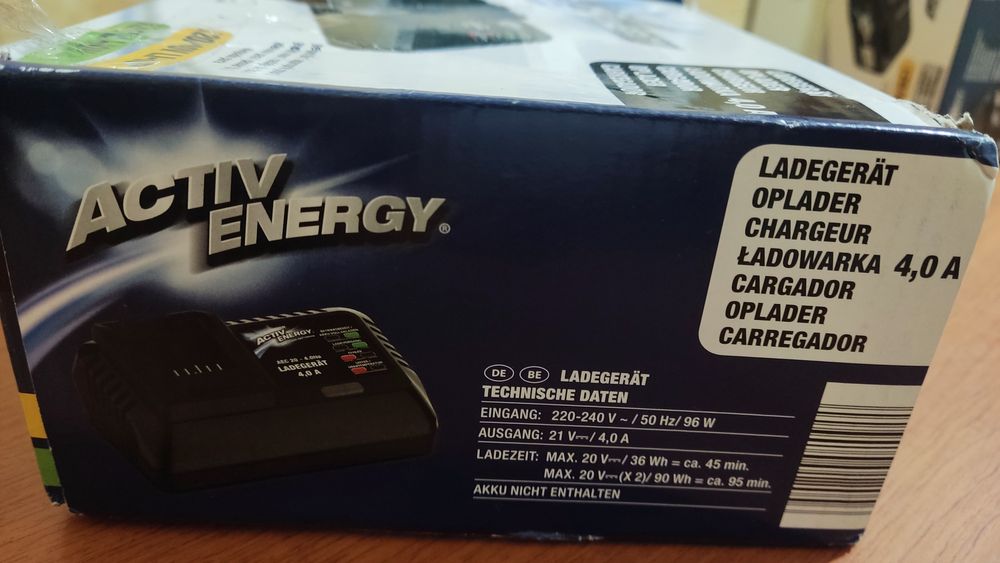 ACTIV
ENERGY®
LADEGERÄT
OPLADER
CHARGEUR
ŁADOWARKA 4,0 A
CARGADOR
OPLADER
CARREGADOR
ACTIV
ENERGY
LADEGERÄT
4,0 A
DE BE LADEGERÄT
TECHNISCHE DATEN
EINGANG: 220-240 V ~ / 50 Hz/ 96 W
AUSGANG: 21 V⎓/ 4,0 A
LADEZEIT: MAX. 20 V⎓/ 36 Wh = ca. 45 min.
MAX. 20 V⎓(X 2)/ 90 Wh = ca. 95 min.
AKKU NICHT ENTHALTEN